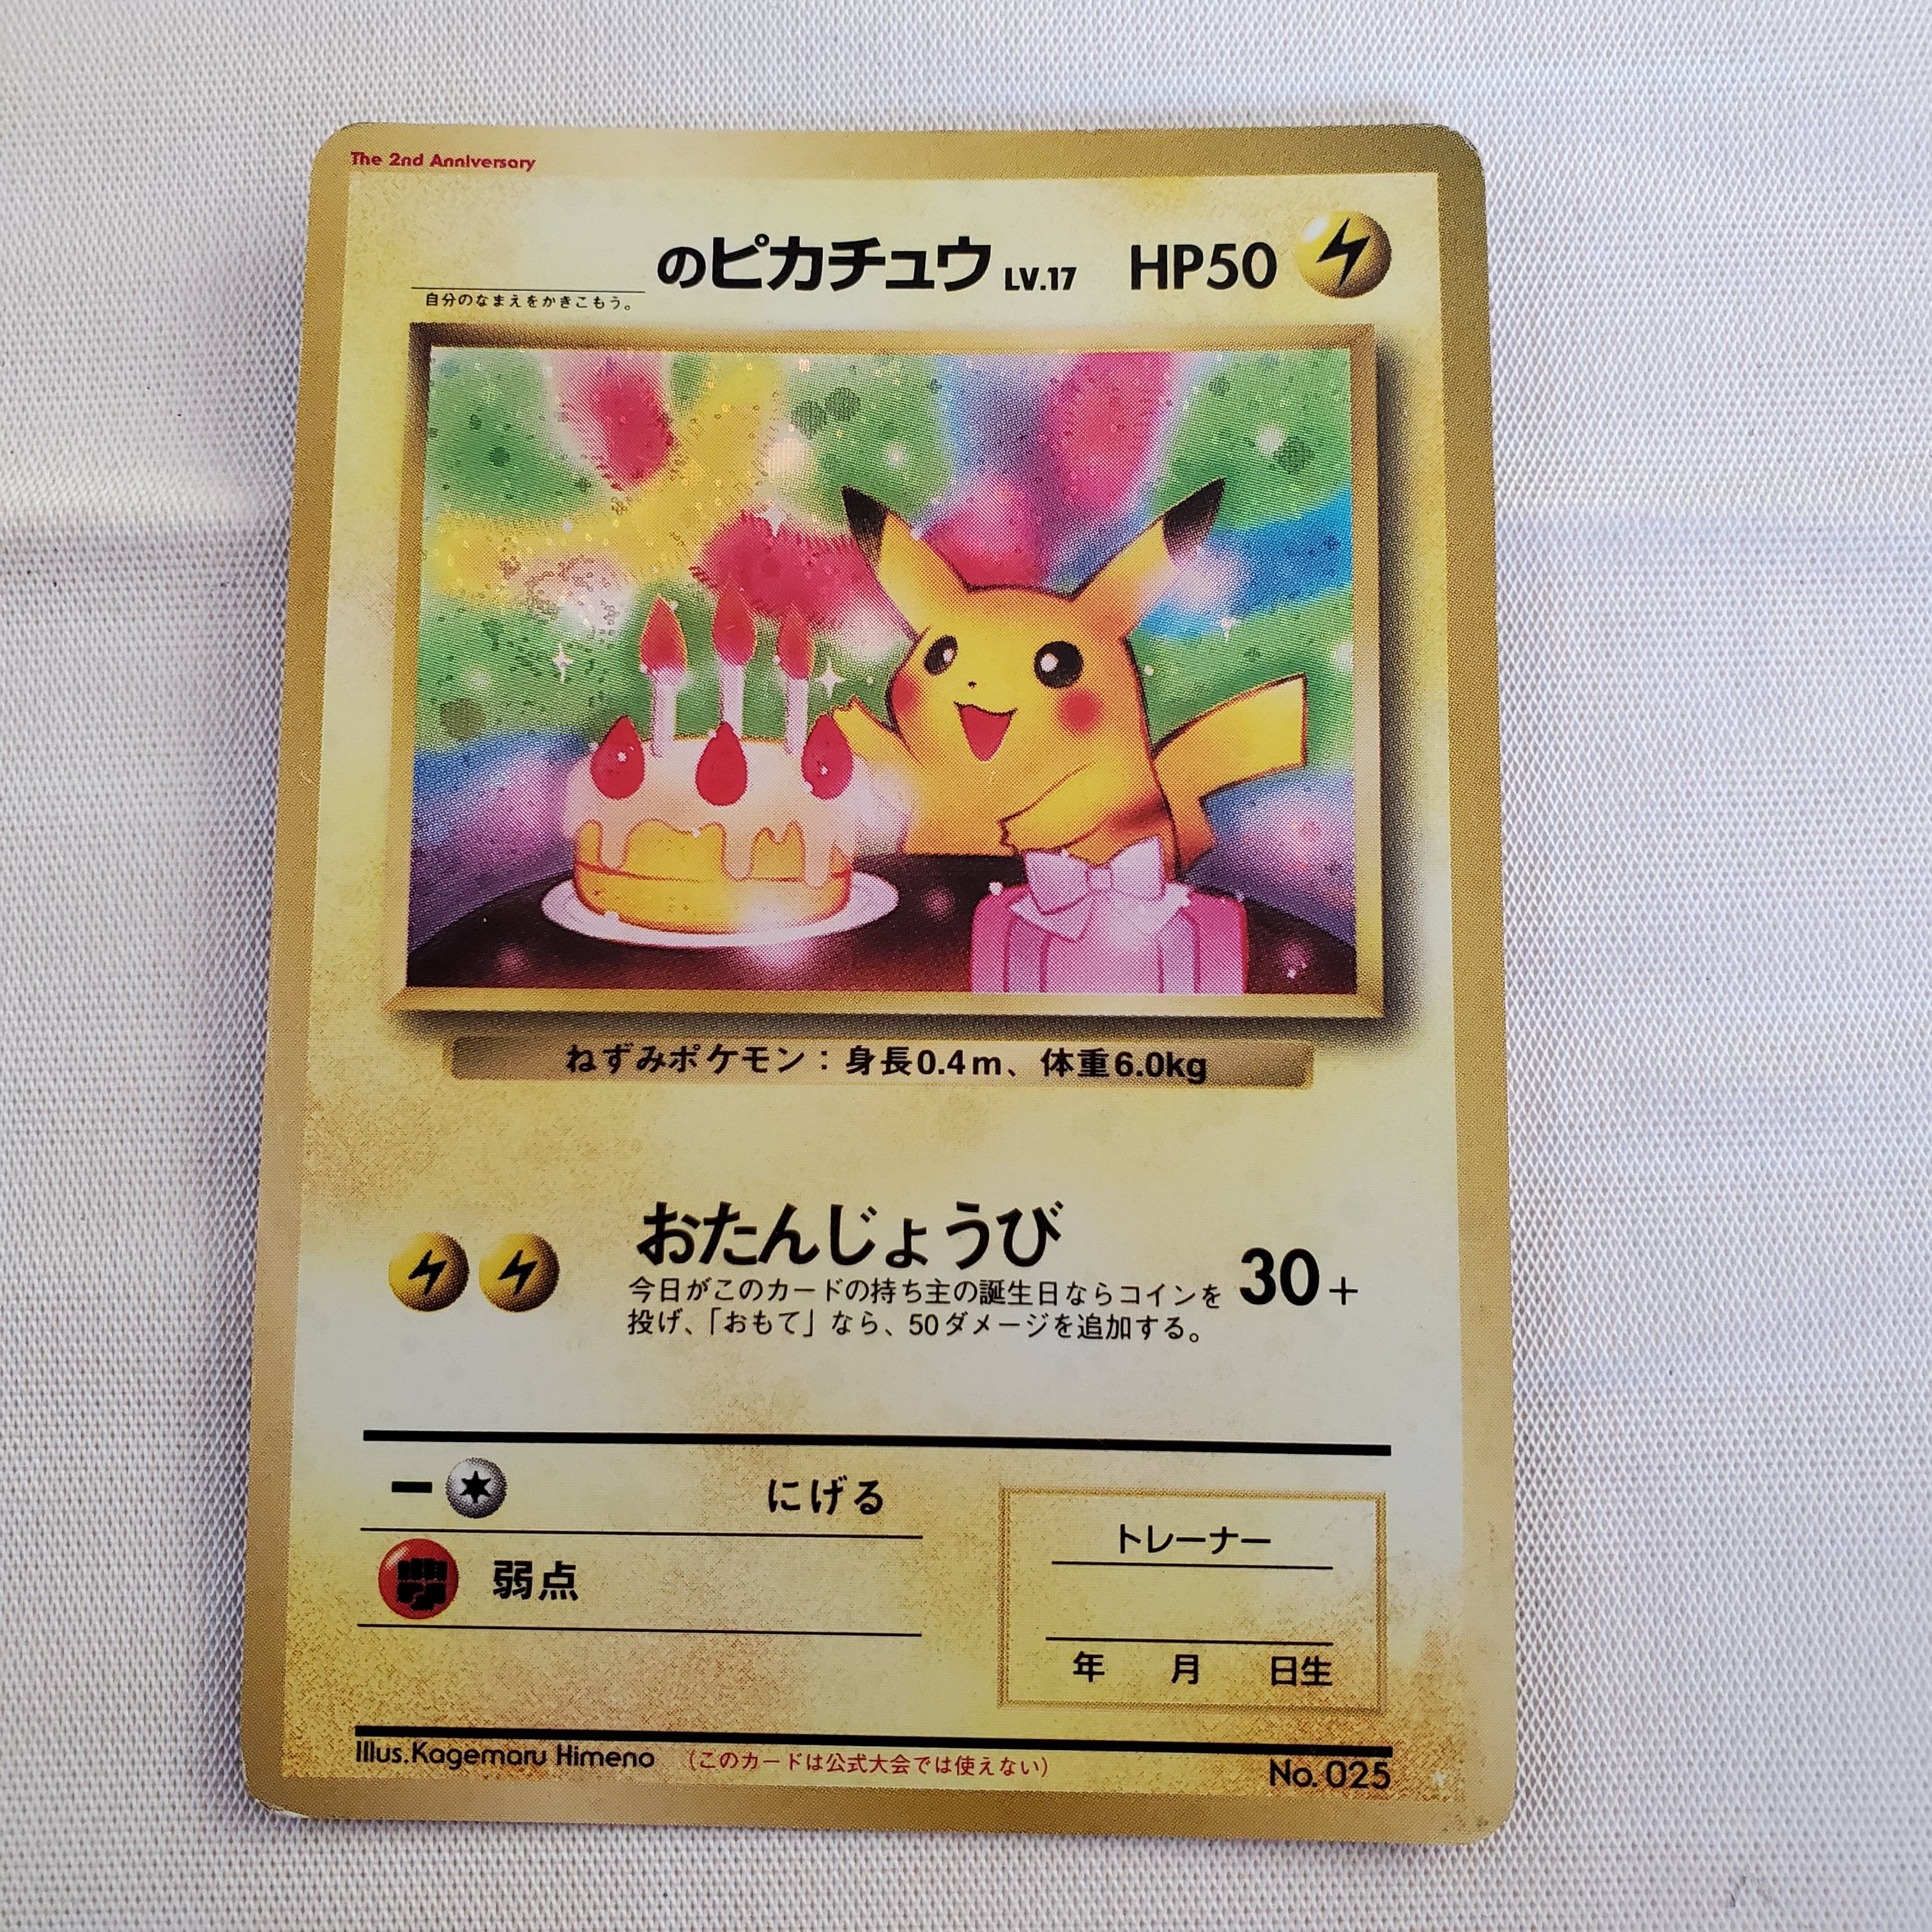 The 2nd Anniversary
のピカチュウ LV.17 HP50
自分のなまえをかきこもう。
ねずみポケモン：身長0.4m、体重6.0kg
おたんじょうび
今日がこのカードの持ち主の誕生日ならコインを
投げ、「おもて」なら、50ダメージを追加する。
30+
にげる
弱点
トレーナー
年 月 日生
Illus.Kagemaru Himeno （このカードは公式大会では使えない） No.025